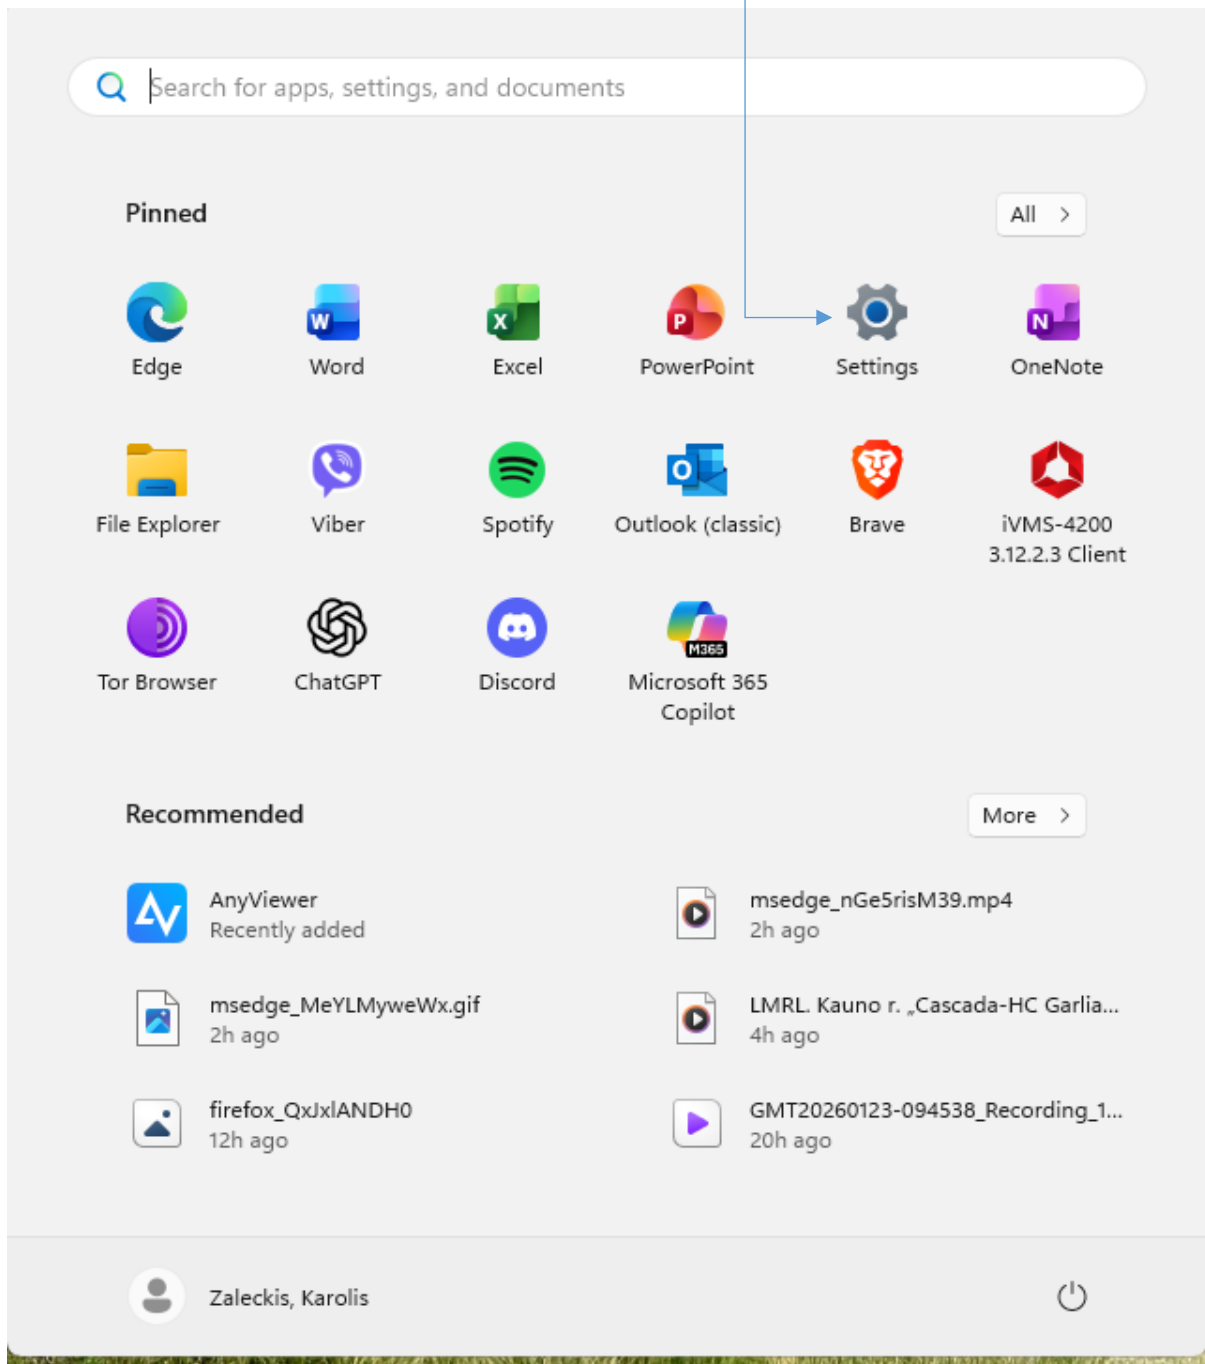 Search for apps, settings, and documents
Pinned
All
Edge
Word
Excel
PowerPoint
Settings
OneNote
File Explorer
Viber
Spotify
Outlook (classic)
Brave
iVMS-4200
3.12.2.3 Client
Tor Browser
ChatGPT
Discord
M365
Microsoft 365
Copilot
Recommended
More
AnyViewer
Recently added
msedge_nGe5risM39.mp4
2h ago
msedge_MeYLMyweWx.gif
2h ago
LMRL. Kauno r. „Cascada-HC Garlia...
4h ago
firefox_QxJxlANDH0
12h ago
GMT20260123-094538_Recording_1...
20h ago
Zaleckis, Karolis